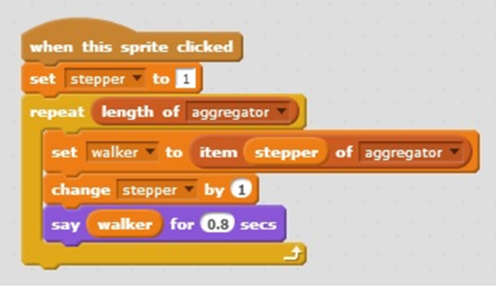 when this sprite clicked
set stepper to 1
repeat length of aggregator
set walker to item stepper of aggregator
change stepper by 1
say walker for 0.8 secs